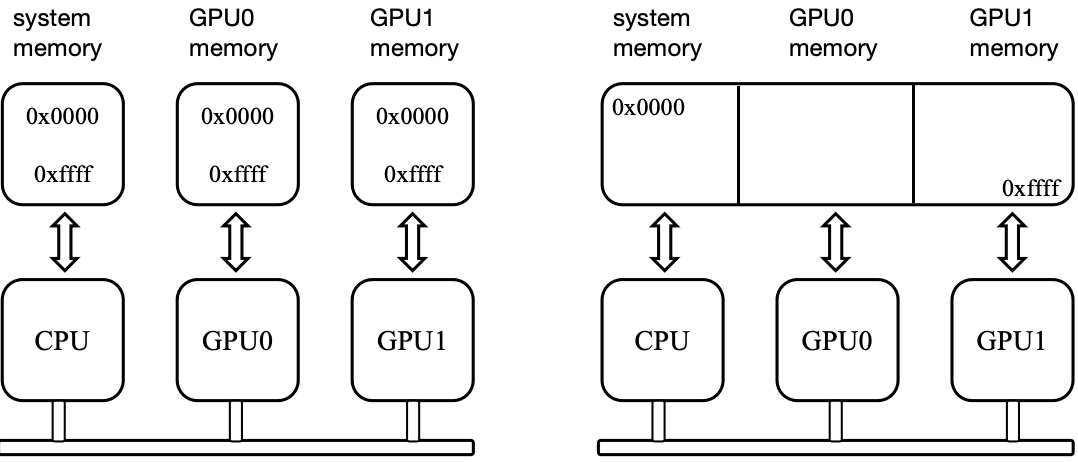 system
memory
GPU0
memory
GPU1
memory
0x0000
0xffff
0x0000
0xffff
0x0000
0xffff
CPU
GPU0
GPU1
system
memory
GPU0
memory
GPU1
memory
0x0000
0xffff
CPU
GPU0
GPU1